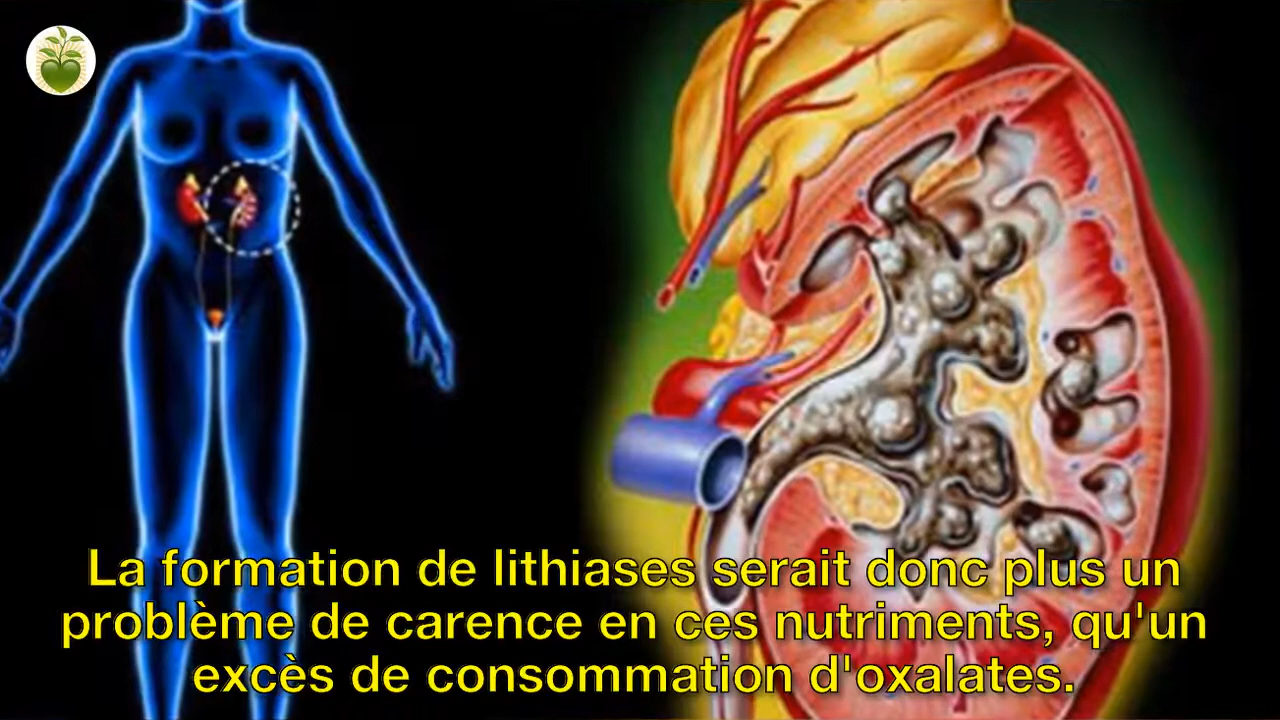 La formation de lithiases serait donc plus un
problème de carence en ces nutriments, qu'un
excès de consommation d'oxalates.